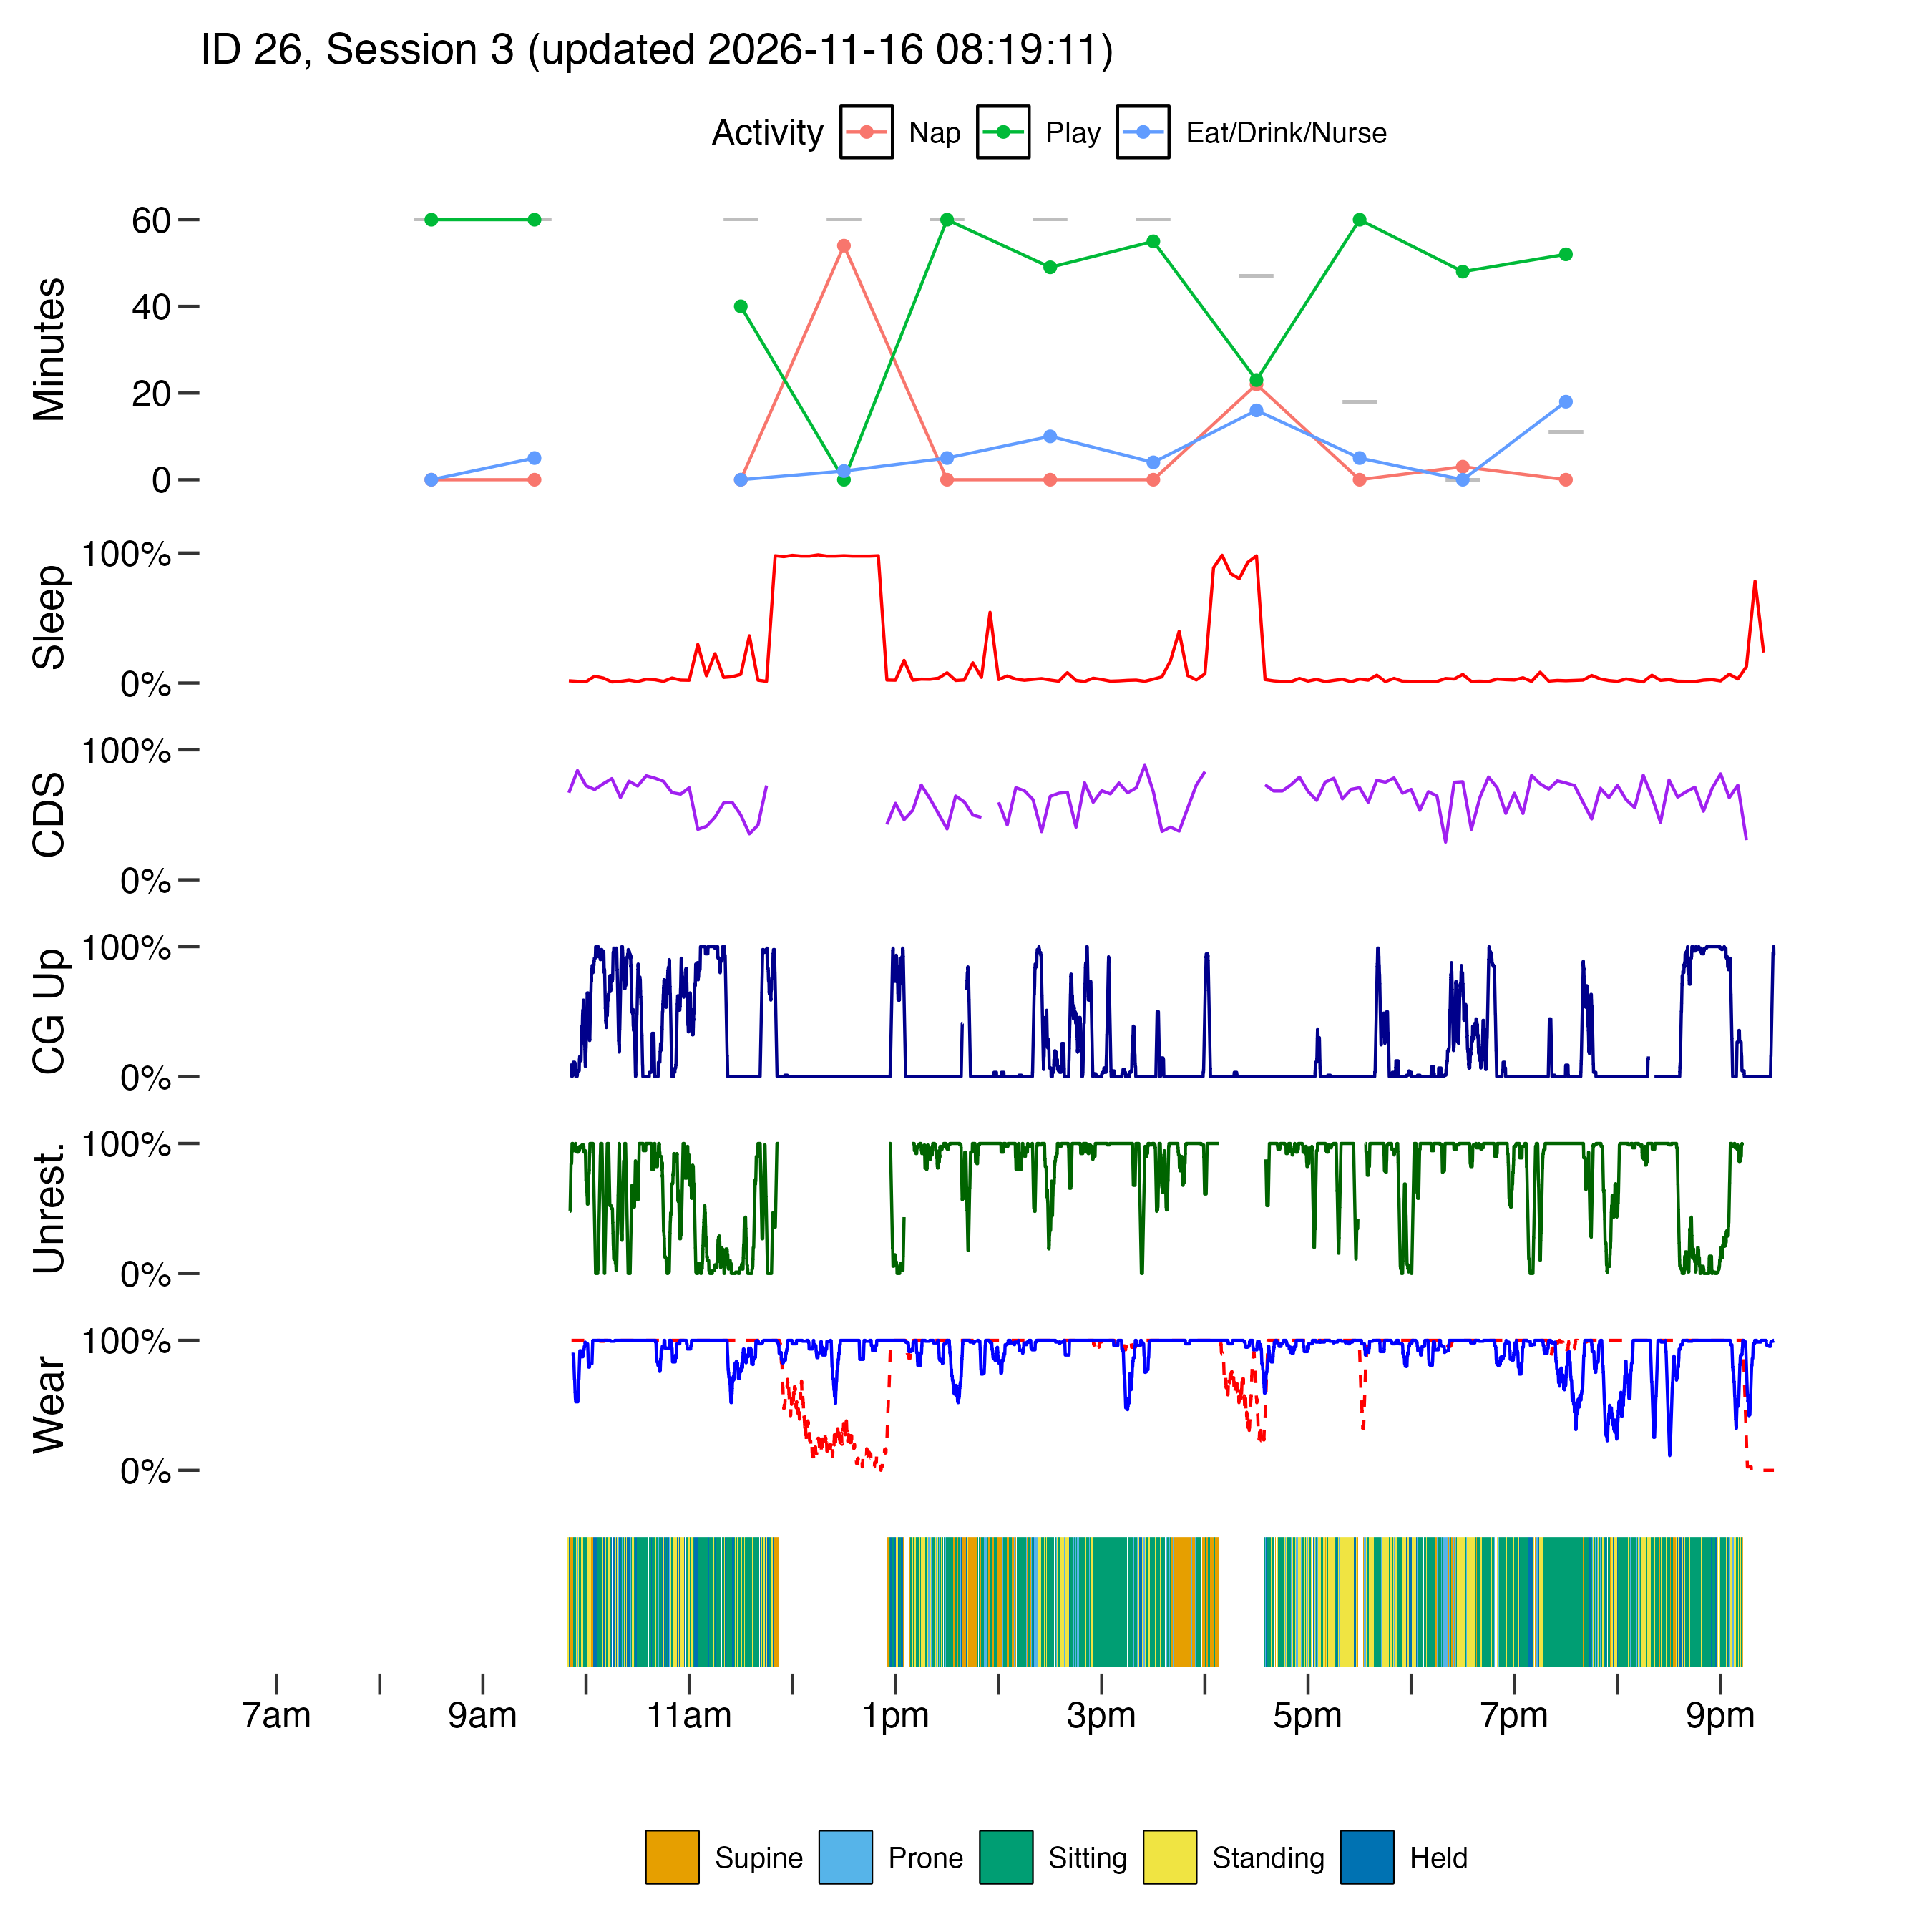 ID 26, Session 3 (updated 2026-11-16 08:19:11)
Activity Nap Play Eat/Drink/Nurse
Minutes
60
40
20
0
Sleep
100%
0%
CDS
100%
0%
CG Up
100%
0%
Unrest.
100%
0%
Wear
100%
0%
7am 9am 11am 1pm 3pm 5pm 7pm 9pm
Supine Prone Sitting Standing Held